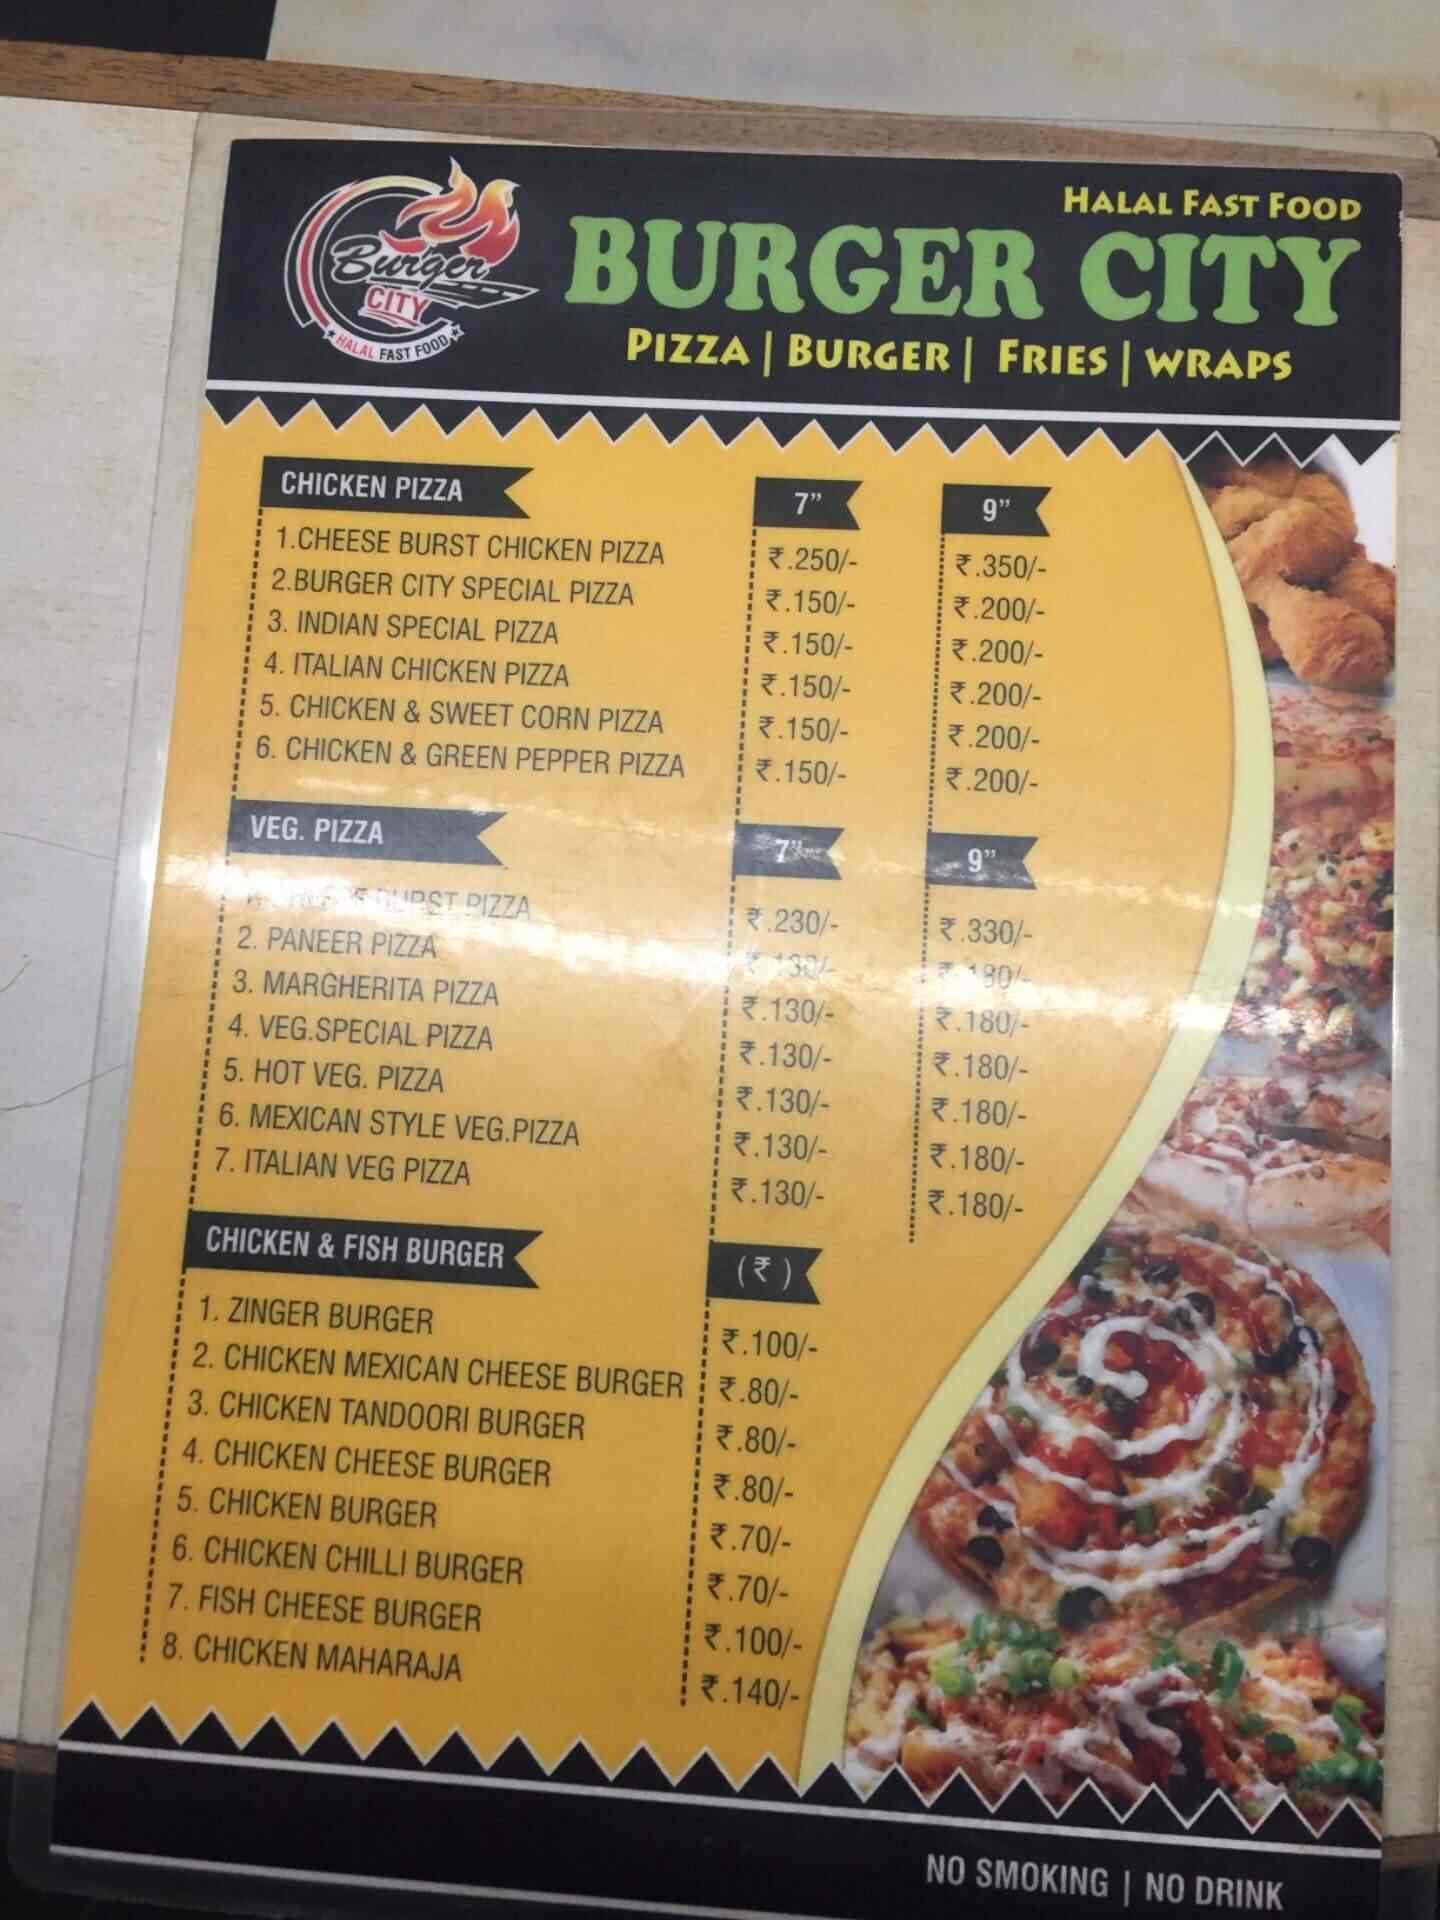 HALAL FAST FOOD
Burger
CITY
HALAL FAST FOOD
BURGER CITY
PIZZA | BURGER | FRIES | WRAPS
CHICKEN PIZZA 7” 9”
1.CHEESE BURST CHICKEN PIZZA ₹.250/- ₹.350/-
2.BURGER CITY SPECIAL PIZZA ₹.150/- ₹.200/-
3. INDIAN SPECIAL PIZZA ₹.150/- ₹.200/-
4. ITALIAN CHICKEN PIZZA ₹.150/- ₹.200/-
5. CHICKEN & SWEET CORN PIZZA ₹.150/- ₹.200/-
6. CHICKEN & GREEN PEPPER PIZZA ₹.150/- ₹.200/-
VEG. PIZZA 7” 9”
BURST PIZZA ₹.230/- ₹.330/-
2. PANEER PIZZA ₹.130/- ₹.180/-
3. MARGHERITA PIZZA ₹.130/- ₹.180/-
4. VEG.SPECIAL PIZZA ₹.130/- ₹.180/-
5. HOT VEG. PIZZA ₹.130/- ₹.180/-
6. MEXICAN STYLE VEG.PIZZA ₹.130/- ₹.180/-
7. ITALIAN VEG PIZZA ₹.130/- ₹.180/-
CHICKEN & FISH BURGER (₹)
1. ZINGER BURGER ₹.100/-
2. CHICKEN MEXICAN CHEESE BURGER ₹.80/-
3. CHICKEN TANDOORI BURGER ₹.80/-
4. CHICKEN CHEESE BURGER ₹.80/-
5. CHICKEN BURGER ₹.70/-
6. CHICKEN CHILLI BURGER ₹.70/-
7. FISH CHEESE BURGER ₹.100/-
8. CHICKEN MAHARAJA ₹.140/-
NO SMOKING | NO DRINK